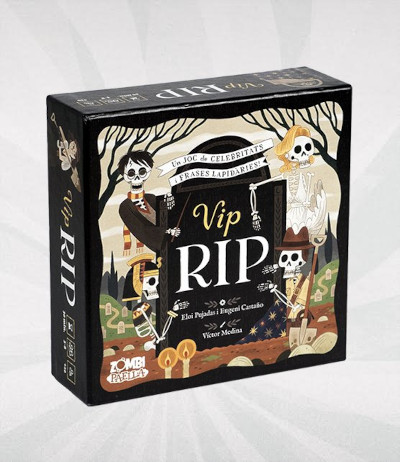 Un JOC de CELEBRITATS
i FRASES LAPIDÀRIES!
Vip
RIP
Eloi Pujadas i Eugeni Castaño
Víctor Medina
ZOMBI
PAELLA
Vip
RIP
Vip
RIP